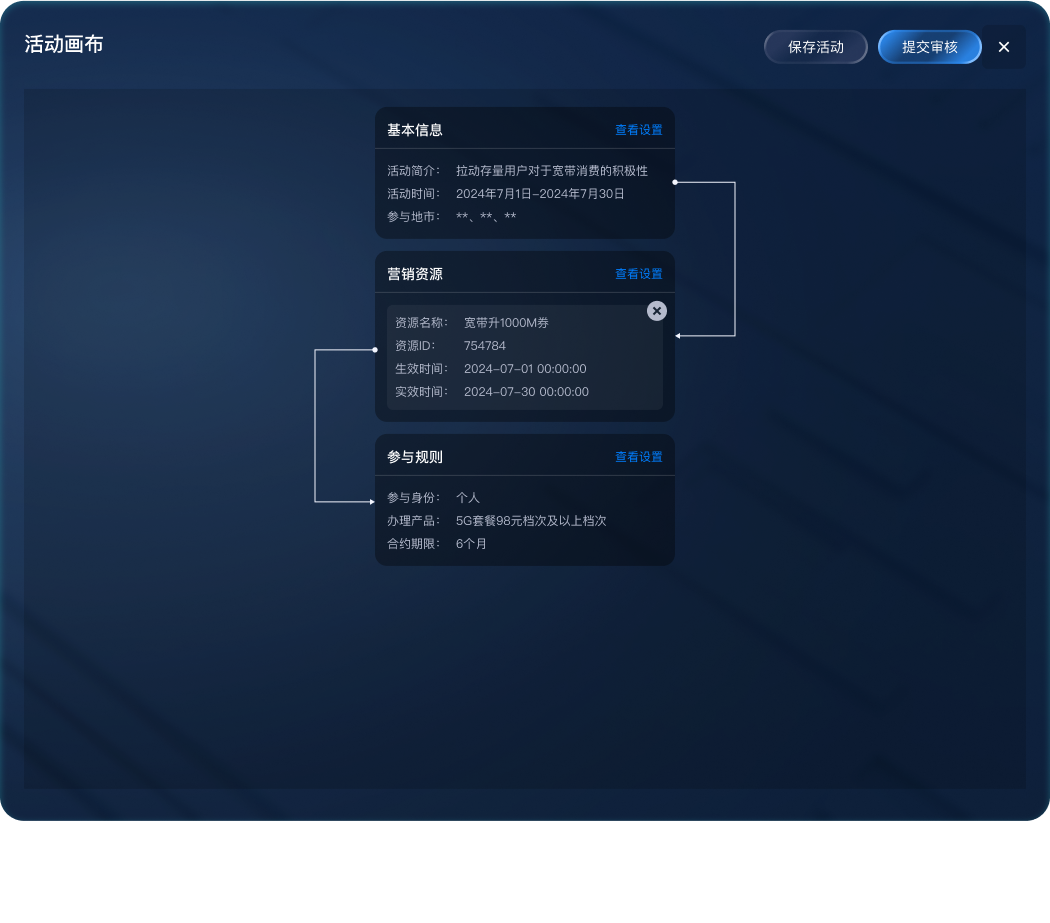 活动画布
保存活动
提交审核
基本信息
查看设置
活动简介： 拉动存量用户对于宽带消费的积极性
活动时间： 2024年7月1日-2024年7月30日
参与地市： **、**、**
营销资源
查看设置
资源名称： 宽带升1000M券
资源ID： 754784
生效时间： 2024-07-01 00:00:00
实效时间： 2024-07-30 00:00:00
参与规则
查看设置
参与身份： 个人
办理产品： 5G套餐98元档次及以上档次
合约期限： 6个月